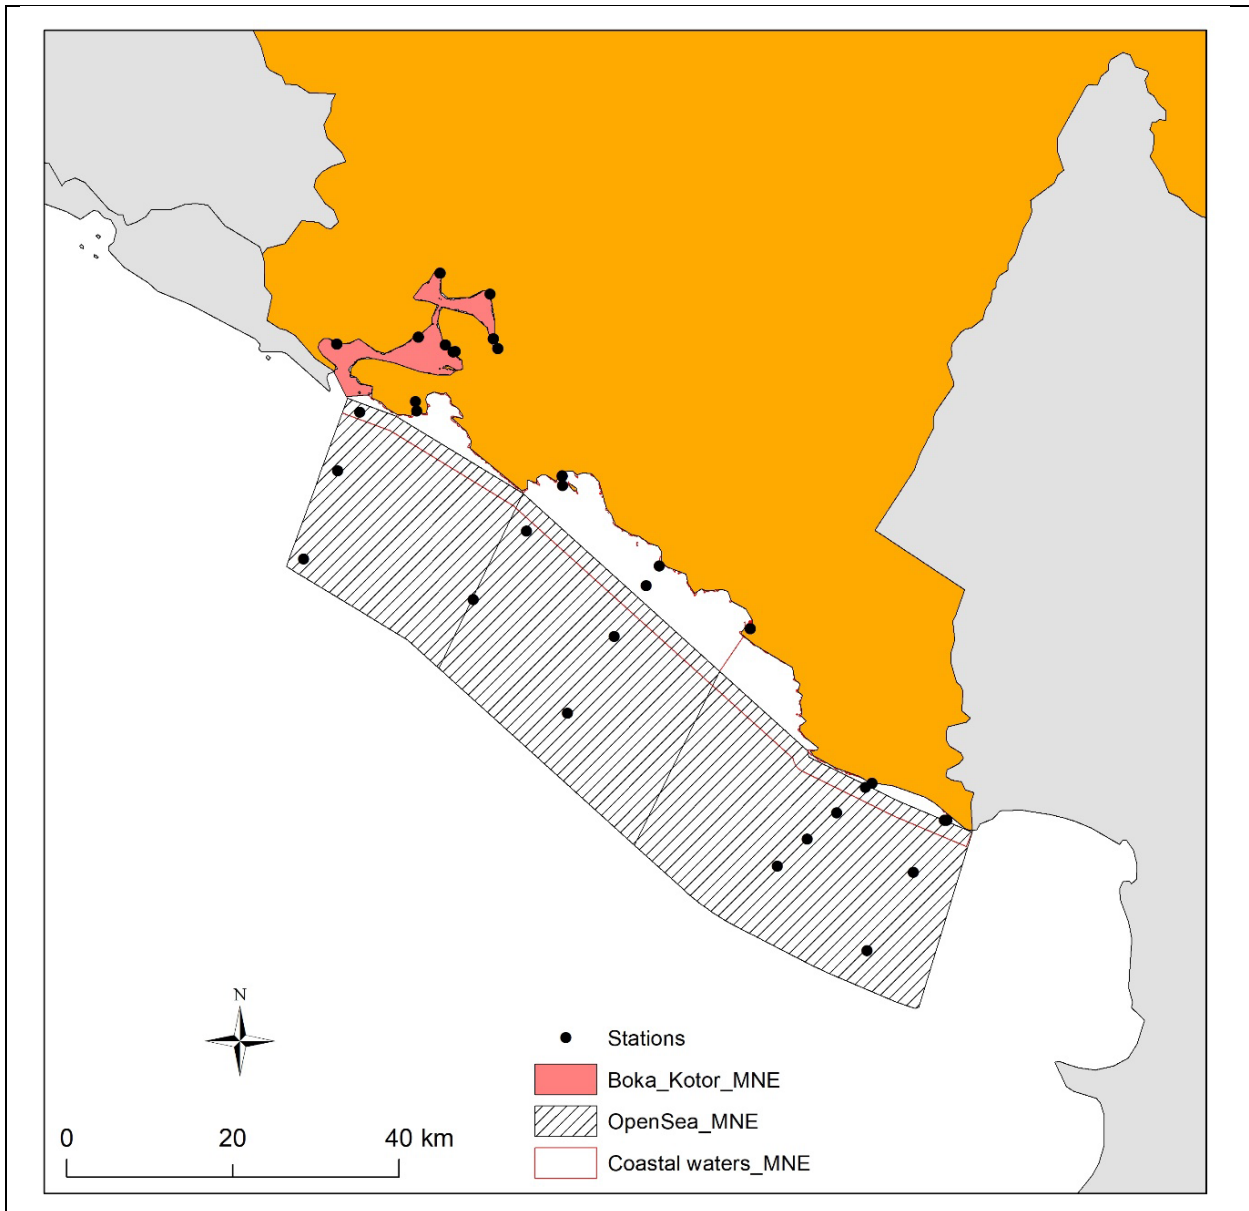 N
Stations
Boka_Kotor_MNE
OpenSea_MNE
0 20 40 km
Coastal waters_MNE